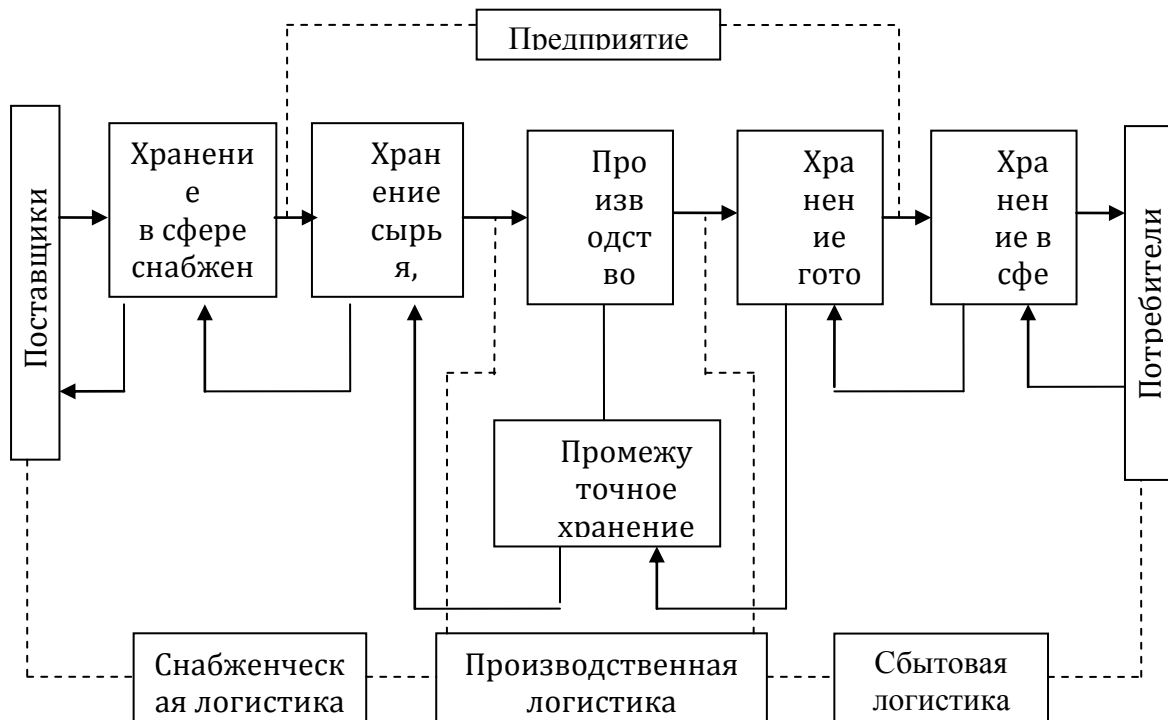 Предприятие
Поставщики
Хранени
е
в сфере
снабжен
Хран
ение
сырь
я,
Про
изв
одст
во
Хра
нен
ие
гото
Хра
нен
ие в
сфе
Потребители
Промежу
точное
хранение
Снабженческ
ая логистика
Производственная
логистика
Сбытовая
логистика